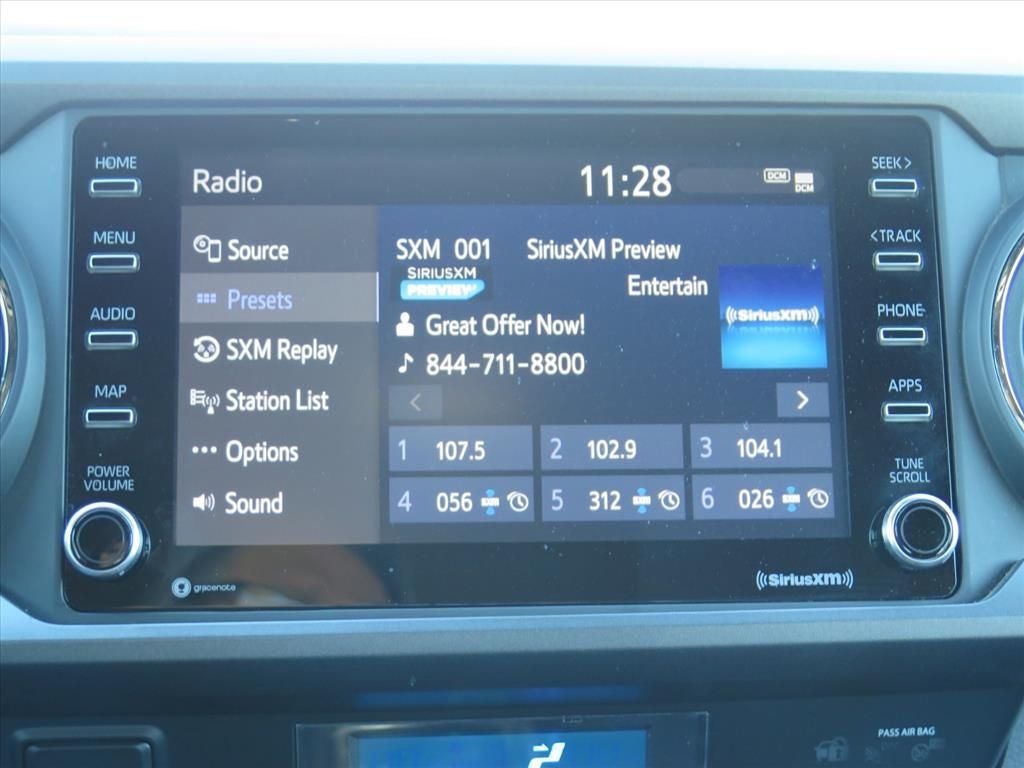 HOME
MENU
AUDIO
MAP
POWER
VOLUME
Radio
11:28
DCM
DCM
Source
Presets
SXM Replay
Station List
Options
Sound
SXM 001 SiriusXM Preview
SIRIUSXM
PREVIEW
Entertain
((SiriusXM))
Great Offer Now!
844-711-8800
< >
1 107.5
2 102.9
3 104.1
4 056 SXM
5 312 SXM
6 026 SXM
SEEK >
< TRACK
PHONE
APPS
TUNE
SCROLL
gracenote
((SiriusXM))
PASS AIR BAG